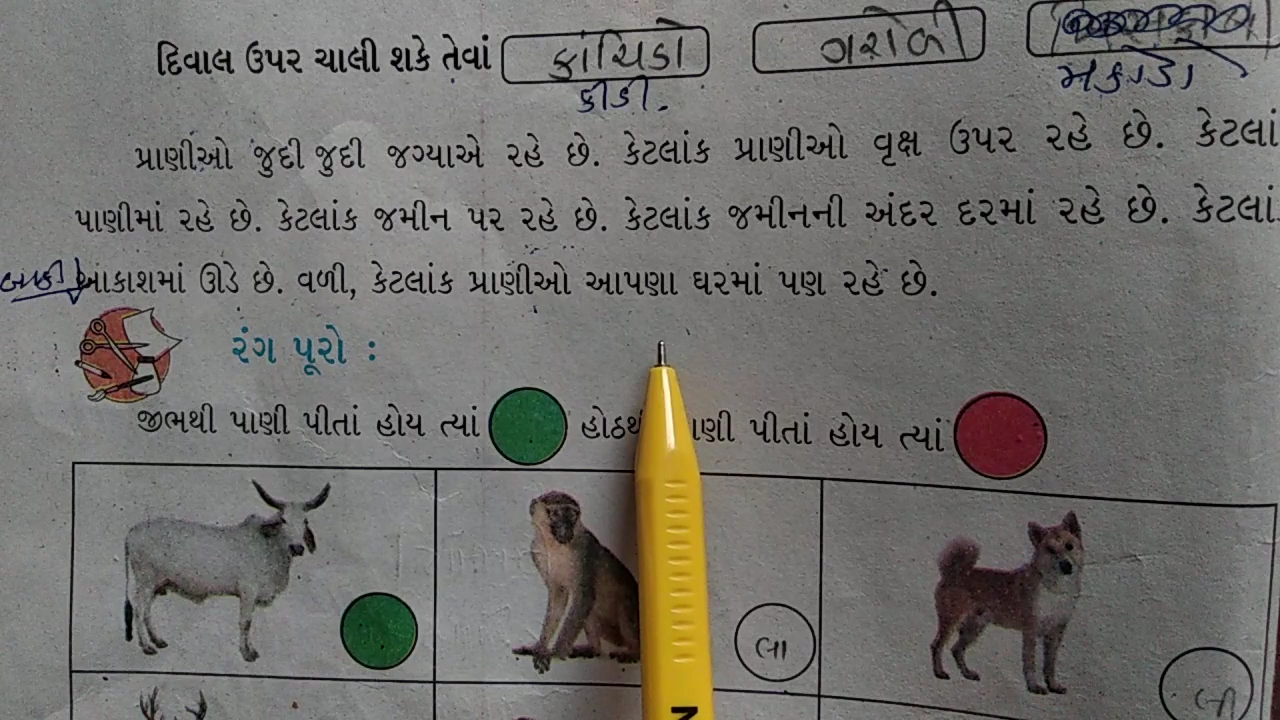 દિવાલ ઉપર ચાલી શકે તેવાં કાંચિડો ગરોળી
કીડી. મકોડો
પ્રાણીઓ જુદી જુદી જગ્યાએ રહે છે. કેટલાંક પ્રાણીઓ વૃક્ષ ઉપર રહે છે. કેટલાં
પાણીમાં રહે છે. કેટલાંક જમીન પર રહે છે. કેટલાંક જમીનની અંદર દરમાં રહે છે. કેટલાં
બાકી આકાશમાં ઊડે છે. વળી, કેટલાંક પ્રાણીઓ આપણા ઘરમાં પણ રહે છે.
રંગ પૂરો :
જીભથી પાણી પીતાં હોય ત્યાં પીતાં હોય ત્યાં
લા લી